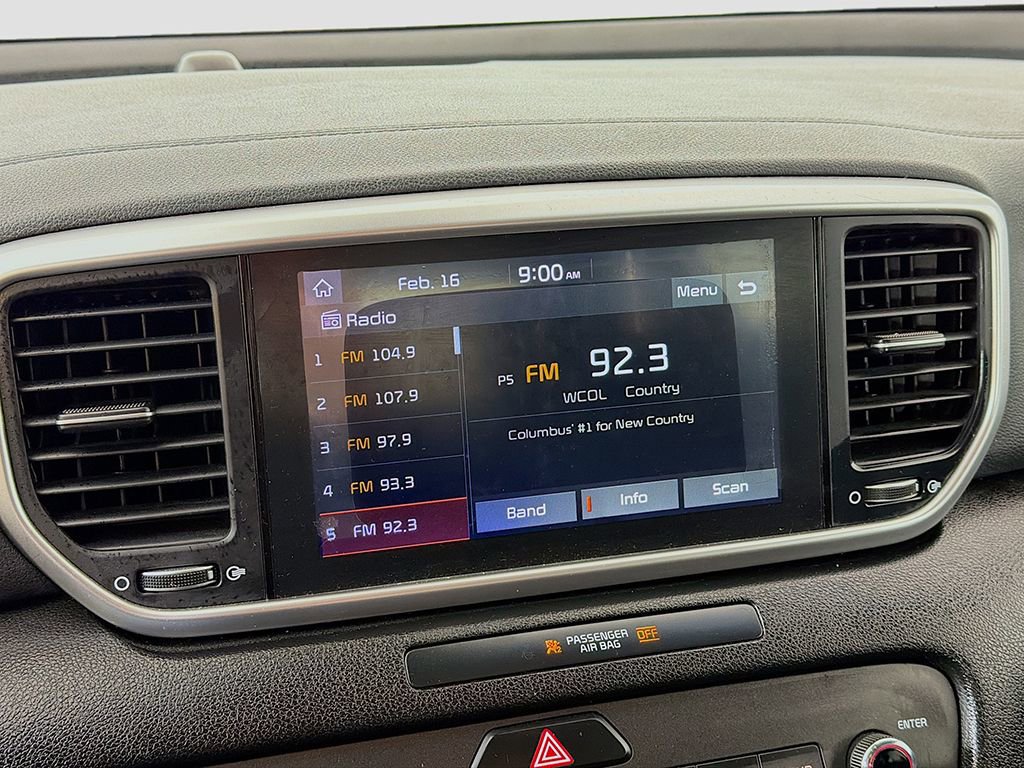 Feb. 16 9:00 AM
Radio Menu
1 FM 104.9
2 FM 107.9
3 FM 97.9
4 FM 93.3
5 FM 92.3
P5 FM 92.3
WCOL Country
Columbus' #1 for New Country
Band Info Scan
PASSENGER
AIR BAG OFF
ENTER